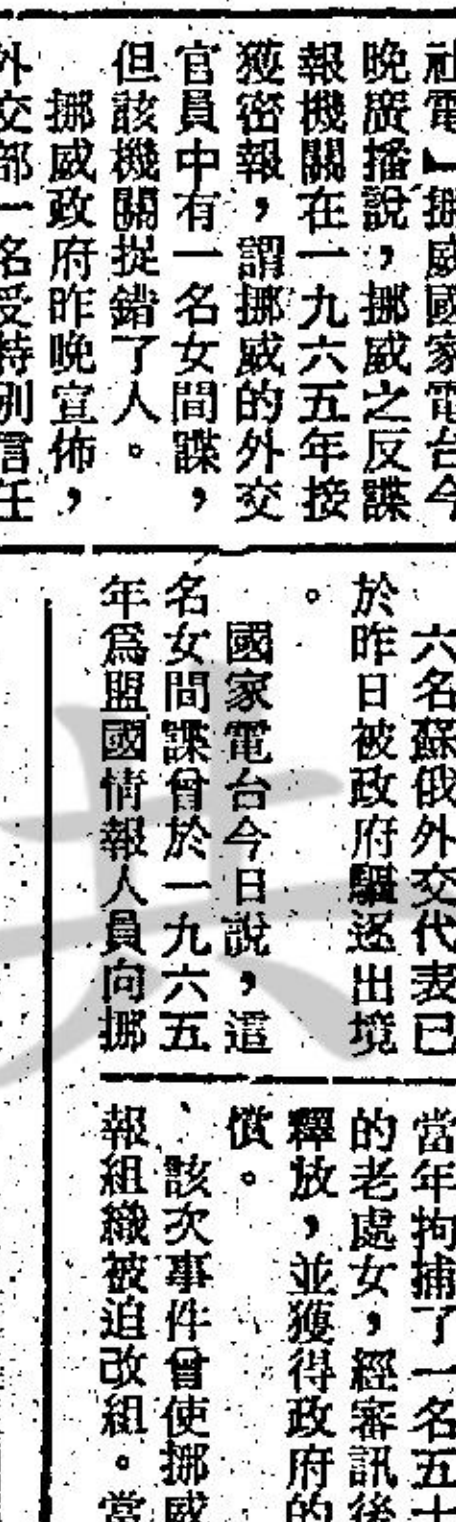 社電】挪威國家電台今
晚廣播說，挪威之反諜
報機關在一九六五年接
獲密報，謂挪威的外交
官員中有一名女間諜，
但該機關捉錯了人。
挪威政府昨晚宣佈，
外交部一名受特別信任
六名蘇俄外交代表已
於昨日被政府驅逐出境
。
國家電台今日說，這
名女間諜曾於一九六五
年爲盟國情報人員向挪
當年拘捕了一名五十
的老處女，經審訊後
釋放，並獲得政府的
償。
該次事件曾使挪威
報組織被迫改組。當